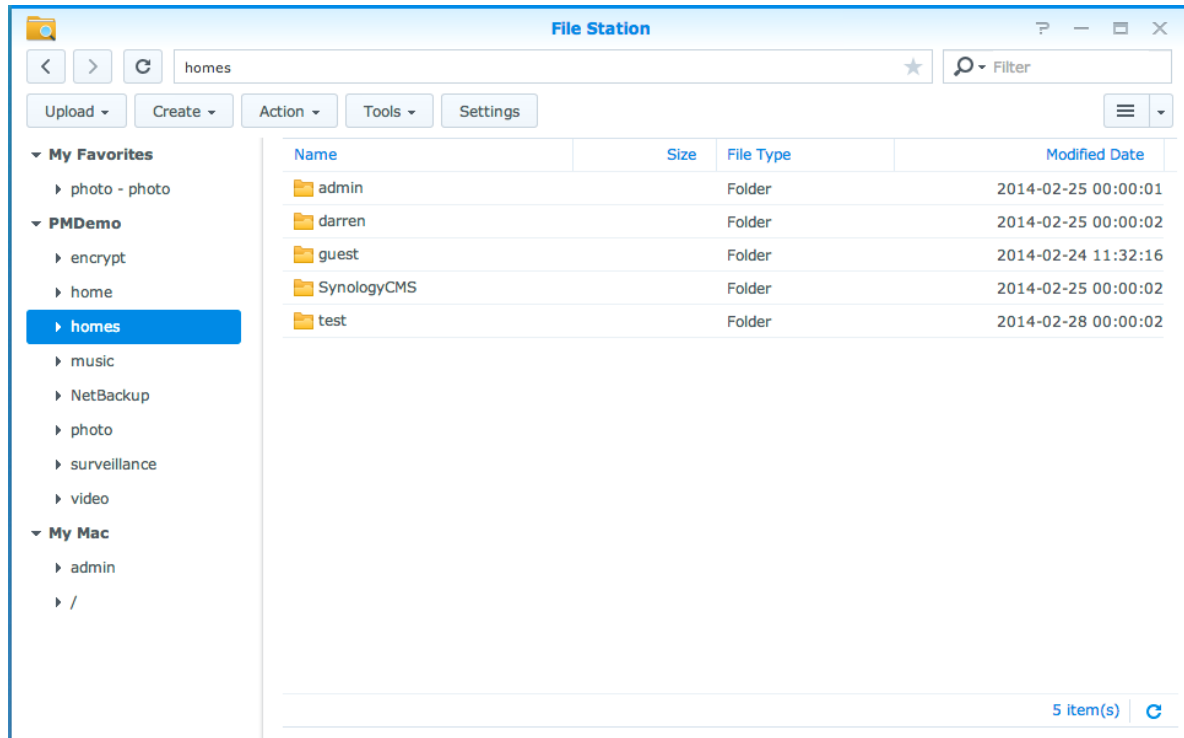 File Station
homes
Filter
Upload Create Action Tools Settings
My Favorites
photo - photo
PMDemo
encrypt
home
homes
music
NetBackup
photo
surveillance
video
My Mac
admin
/
Name Size File Type Modified Date
admin Folder 2014-02-25 00:00:01
darren Folder 2014-02-25 00:00:02
guest Folder 2014-02-24 11:32:16
SynologyCMS Folder 2014-02-25 00:00:02
test Folder 2014-02-28 00:00:02
5 item(s)